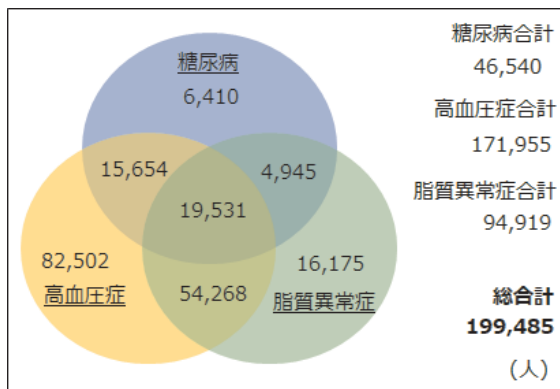 糖尿病
6,410
15,654
4,945
19,531
82,502
高血圧症
54,268
16,175
脂質異常症
糖尿病合計
46,540
高血圧症合計
171,955
脂質異常症合計
94,919
総合計
199,485
(人)